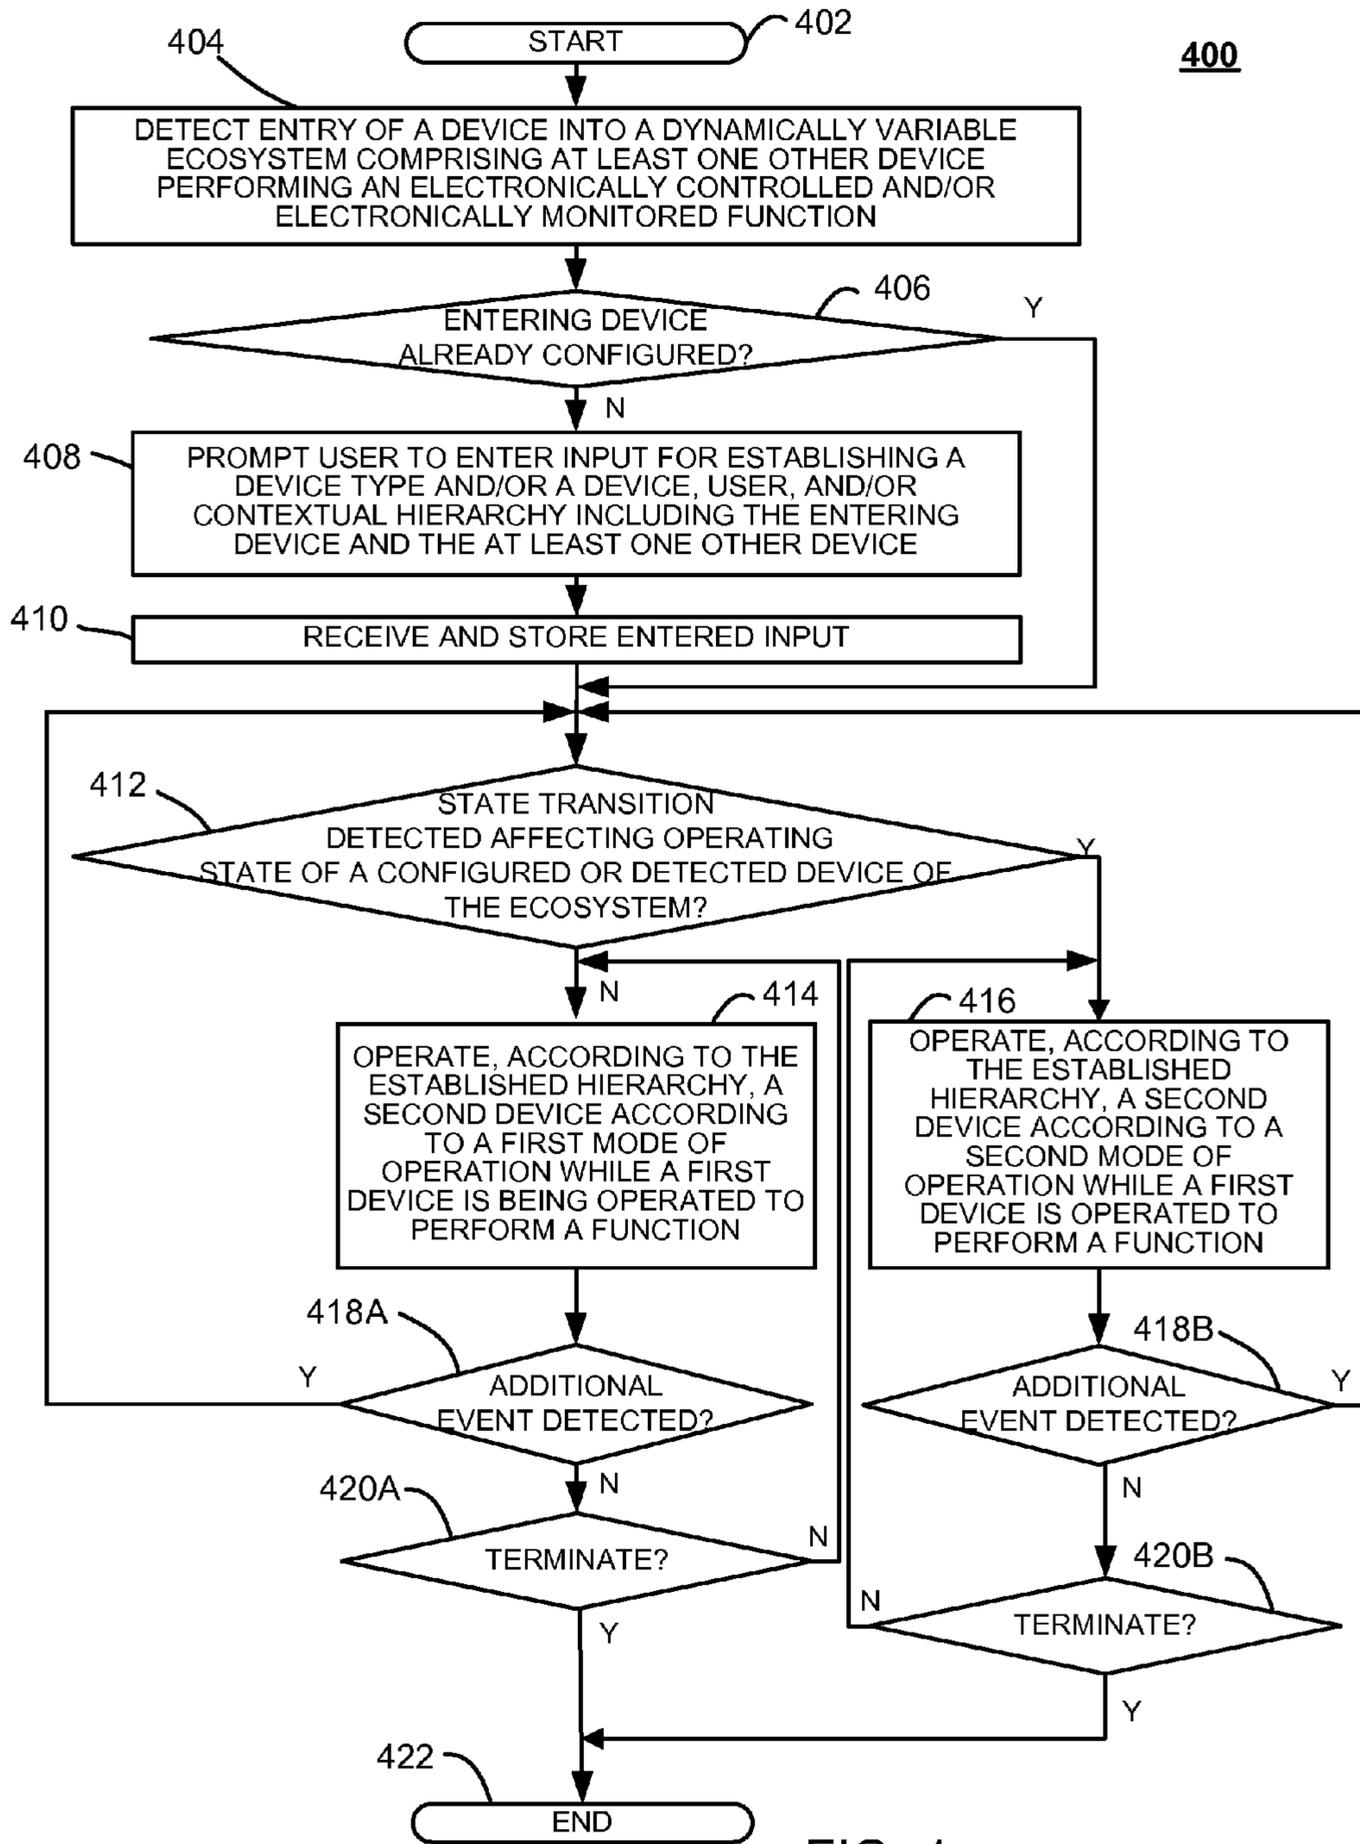 START
402
400
404
DETECT ENTRY OF A DEVICE INTO A DYNAMICALLY VARIABLE
ECOSYSTEM COMPRISING AT LEAST ONE OTHER DEVICE
PERFORMING AN ELECTRONICALLY CONTROLLED AND/OR
ELECTRONICALLY MONITORED FUNCTION
406
Y
ENTERING DEVICE
ALREADY CONFIGURED?
N
408
PROMPT USER TO ENTER INPUT FOR ESTABLISHING A
DEVICE TYPE AND/OR A DEVICE, USER, AND/OR
CONTEXTUAL HIERARCHY INCLUDING THE ENTERING
DEVICE AND THE AT LEAST ONE OTHER DEVICE
410
RECEIVE AND STORE ENTERED INPUT
412
STATE TRANSITION
DETECTED AFFECTING OPERATING
STATE OF A CONFIGURED OR DETECTED DEVICE OF
THE ECOSYSTEM?
Y
N
414
OPERATE, ACCORDING TO THE
ESTABLISHED HIERARCHY, A
SECOND DEVICE ACCORDING
TO A FIRST MODE OF
OPERATION WHILE A FIRST
DEVICE IS BEING OPERATED TO
PERFORM A FUNCTION
416
OPERATE, ACCORDING TO
THE ESTABLISHED
HIERARCHY, A SECOND
DEVICE ACCORDING TO A
SECOND MODE OF
OPERATION WHILE A FIRST
DEVICE IS OPERATED TO
PERFORM A FUNCTION
418A
Y
ADDITIONAL
EVENT DETECTED?
N
418B
Y
ADDITIONAL
EVENT DETECTED?
N
420A
N
TERMINATE?
Y
420B
N
TERMINATE?
Y
422
END